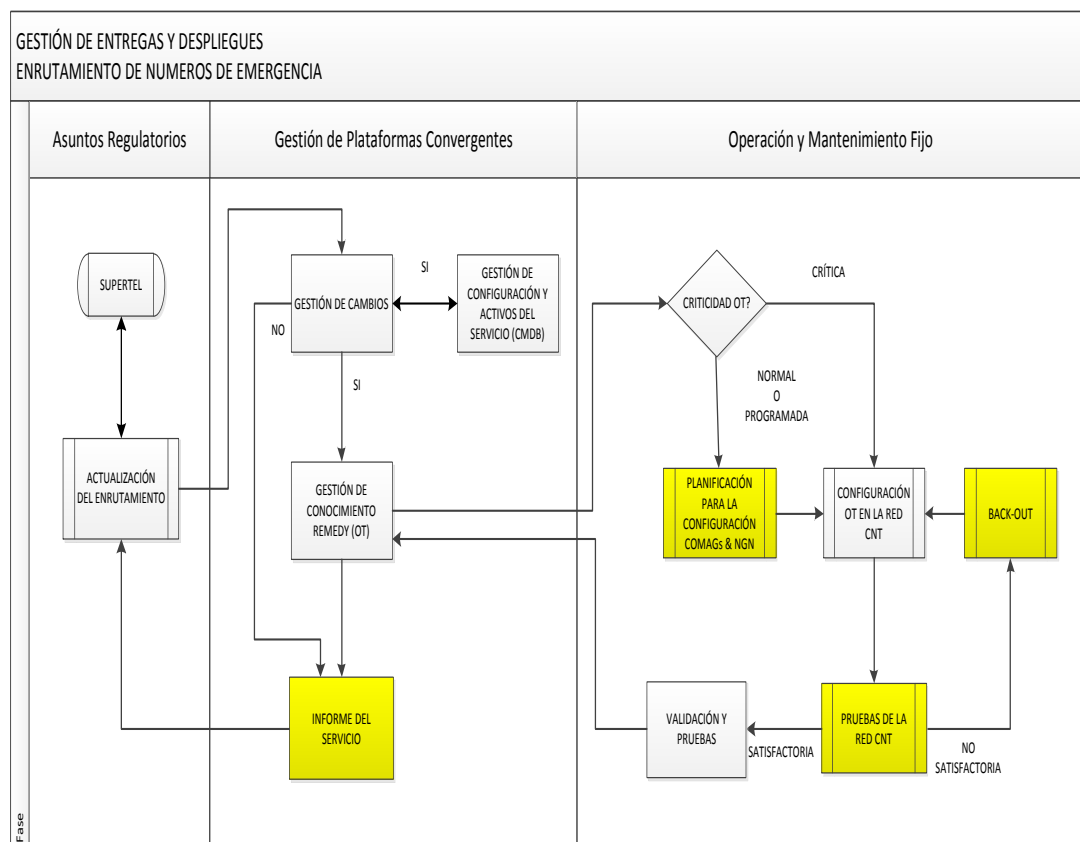 GESTIÓN DE ENTREGAS Y DESPLIEGUES
ENRUTAMIENTO DE NUMEROS DE EMERGENCIA
Asuntos Regulatorios
Gestión de Plataformas Convergentes
Operación y Mantenimiento Fijo
SUPERTEL
ACTUALIZACIÓN
DEL ENRUTAMIENTO
GESTIÓN DE CAMBIOS
SI
GESTIÓN DE
CONFIGURACIÓN Y
ACTIVOS DEL
SERVICIO (CMDB)
NO
SI
GESTIÓN DE
CONOCIMIENTO
REMEDY (OT)
INFORME DEL
SERVICIO
CRITICIDAD OT?
CRÍTICA
NORMAL
O
PROGRAMADA
PLANIFICACIÓN
PARA LA
CONFIGURACIÓN
COMAGs & NGN
CONFIGURACIÓN
OT EN LA RED
CNT
BACK-OUT
VALIDACIÓN Y
PRUEBAS
SATISFACTORIA
PRUEBAS DE LA
RED CNT
NO
SATISFACTORIA
Fase